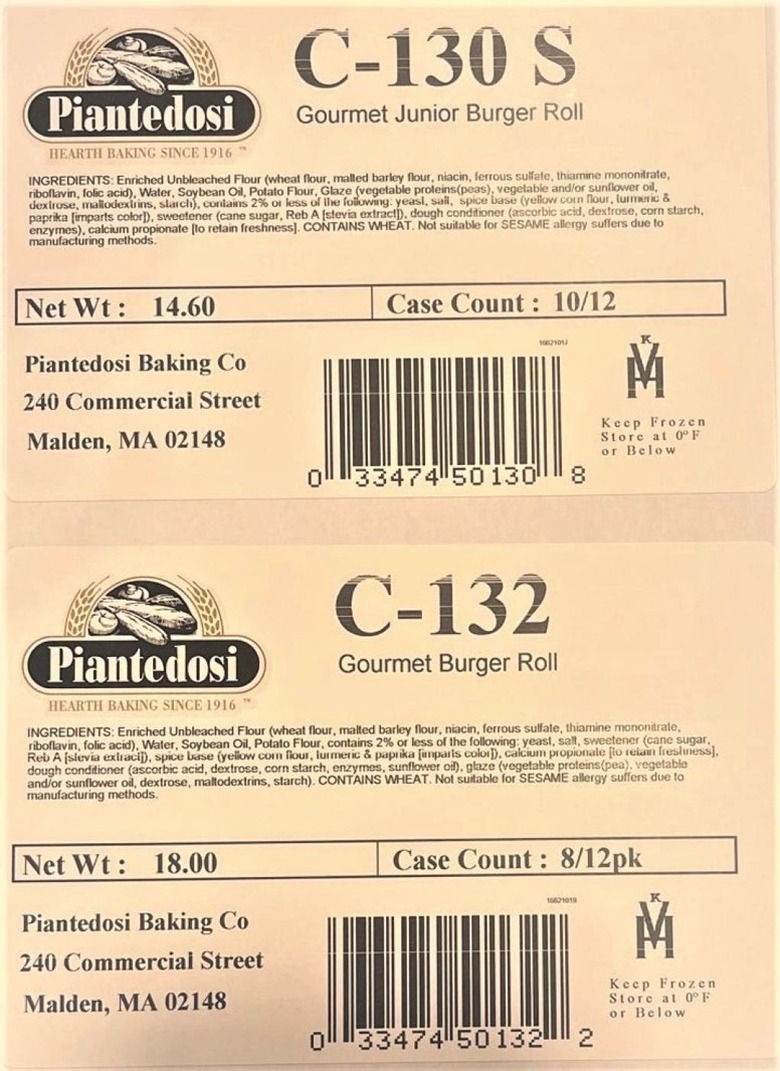 C-130 S
Gourmet Junior Burger Roll
Piantedosi
HEARTH BAKING SINCE 1916 ™
INGREDIENTS: Enriched Unbleached Flour (wheat flour, malted barley flour, niacin, ferrous sulfate, thiamine mononitrate,
riboflavin, folic acid), Water, Soybean Oil, Potato Flour, Glaze (vegetable proteins(peas), vegetable and/or sunflower oil,
dextrose, maltodextrins, starch), contains 2% or less of the following: yeast, salt, spice base (yellow corn flour, turmeric &
paprika [imparts color]), sweetener (cane sugar, Reb A [stevia extract]), dough conditioner (ascorbic acid, dextrose, corn starch,
enzymes), calcium propionate [to retain freshness]. CONTAINS WHEAT. Not suitable for SESAME allergy suffers due to
manufacturing methods.
Net Wt : 14.60 Case Count : 10/12
Piantedosi Baking Co
240 Commercial Street
Malden, MA 02148
0 33474 50130 8
K
Keep Frozen
Store at 0° F
or Below
C-132
Gourmet Burger Roll
Piantedosi
HEARTH BAKING SINCE 1916 ™
INGREDIENTS: Enriched Unbleached Flour (wheat flour, malted barley flour, niacin, ferrous sulfate, thiamine mononitrate,
riboflavin, folic acid), Water, Soybean Oil, Potato Flour, contains 2% or less of the following: yeast, salt, sweetener (cane sugar,
Reb A [stevia extract]), spice base (yellow corn flour, turmeric & paprika [imparts color]), calcium propionate [to retain freshness],
dough conditioner (ascorbic acid, dextrose, corn starch, enzymes, sunflower oil), glaze (vegetable proteins(pea), vegetable
and/or sunflower oil, dextrose, maltodextrins, starch). CONTAINS WHEAT. Not suitable for SESAME allergy suffers due to
manufacturing methods.
Net Wt : 18.00 Case Count : 8/12pk
Piantedosi Baking Co
240 Commercial Street
Malden, MA 02148
16621019
0 33474 50132 2
K
Keep Frozen
Store at 0° F
or Below